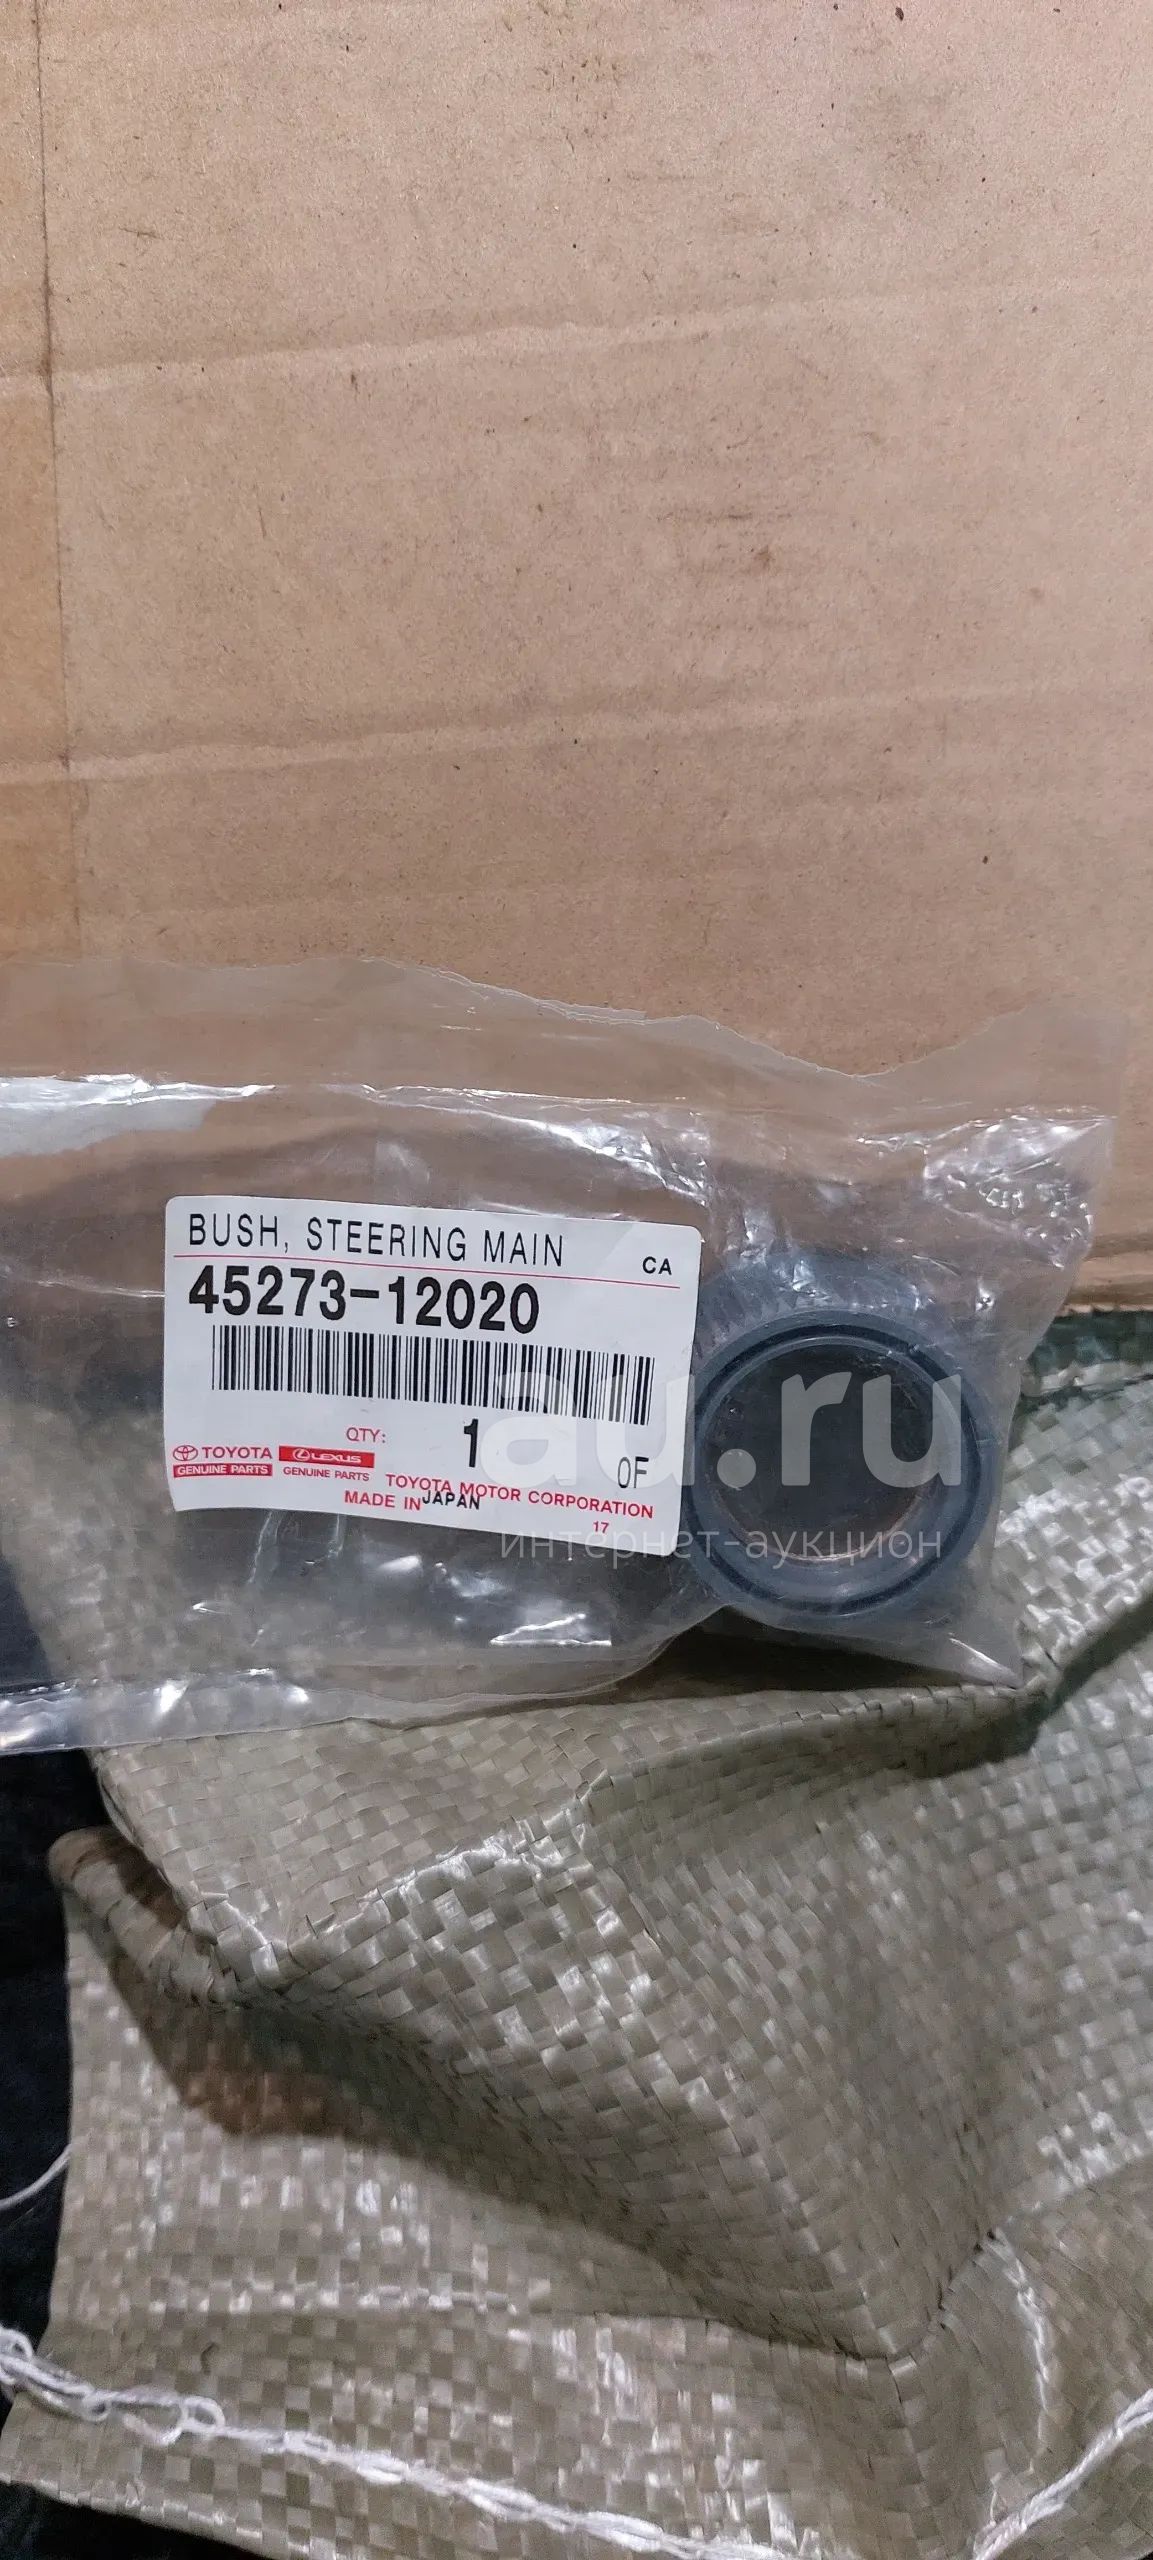 BUSH, STEERING MAIN
CA
45273-12020
QTY: 1
TOYOTA LEXUS
GENUINE PARTS GENUINE PARTS
OF
TOYOTA MOTOR CORPORATION
MADE IN JAPAN
17
au.ru
интернет-аукцион